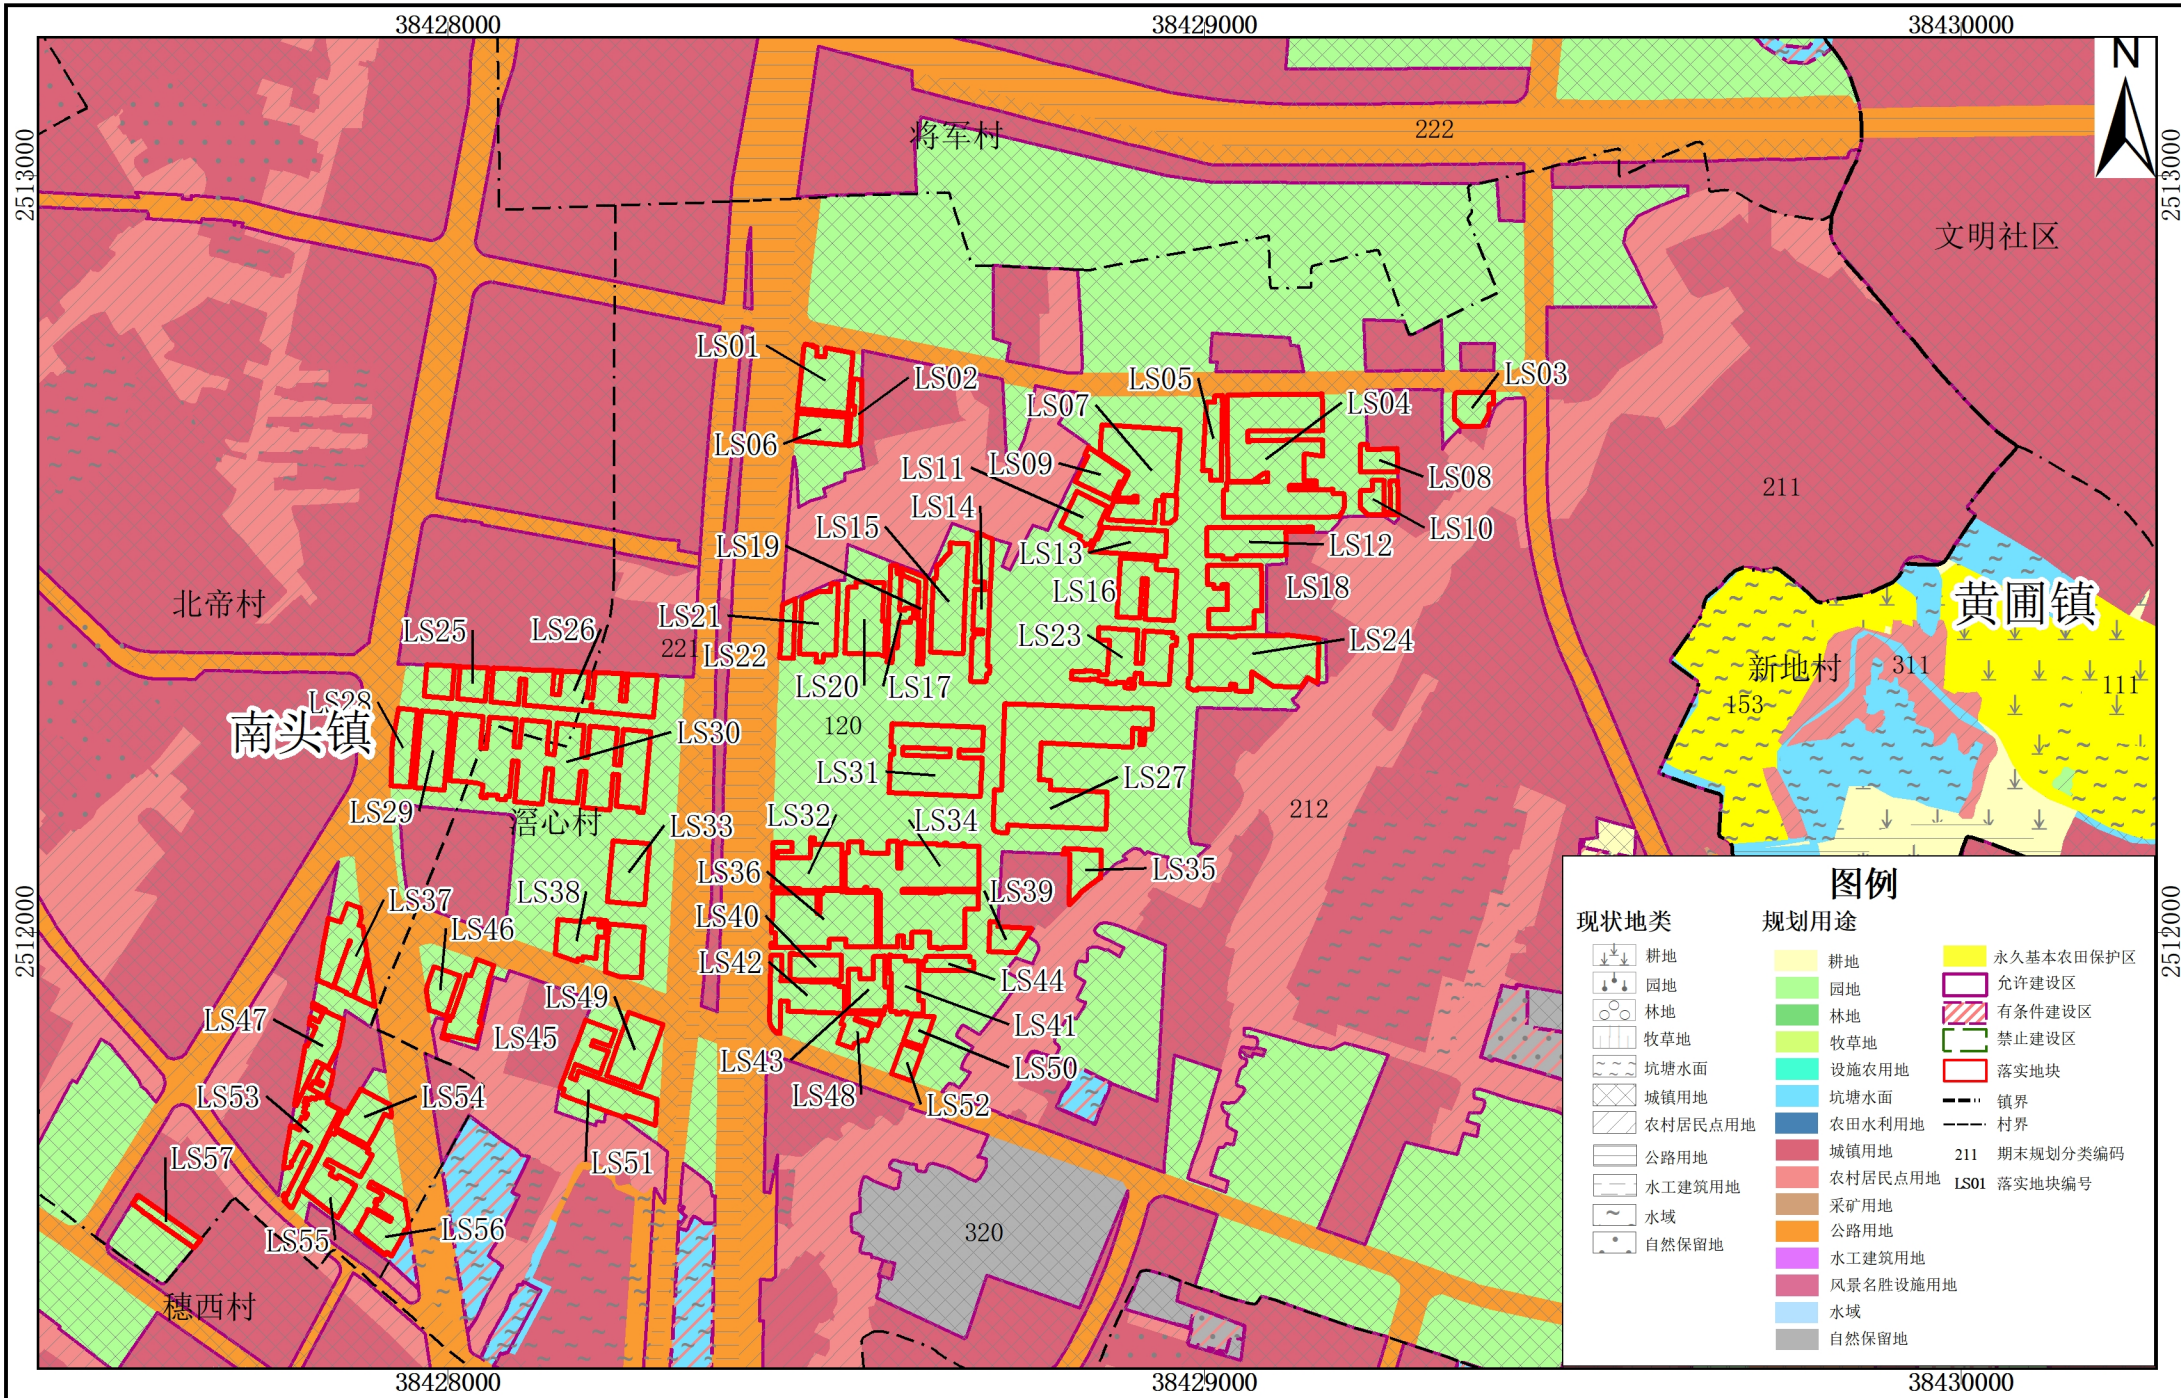 38428000
38429000
38430000
N
2513000
2513000
将军村
222
文明社区
LS01
LS02
LS05
LS03
LS07
LS04
LS06
LS11
LS09
LS08
211
LS14
LS15
LS10
LS19
LS13
LS12
北帝村
LS16
LS18
黄圃镇
LS21
LS25
LS26
LS23
LS24
221
LS22
新地村
311
LS20
LS17
111
LS28
153
南头镇
120
LS30
LS31
LS27
LS29
212
滘心村
LS32
LS34
LS33
LS36
LS35
LS37
LS38
LS39
LS40
LS46
2512000
2512000
LS42
LS44
LS49
LS47
LS45
LS41
LS43
LS50
LS48
LS53
LS54
LS52
LS57
LS51
LS55
LS56
320
穗西村
图例
现状地类
耕地
园地
林地
牧草地
坑塘水面
城镇用地
农村居民点用地
公路用地
水工建筑用地
水域
自然保留地
规划用途
耕地
园地
林地
牧草地
设施农用地
坑塘水面
农田水利用地
城镇用地
农村居民点用地
采矿用地
公路用地
水工建筑用地
风景名胜设施用地
水域
自然保留地
永久基本农田保护区
允许建设区
有条件建设区
禁止建设区
落实地块
镇界
村界
211 期末规划分类编码
LS01 落实地块编号
38428000
38429000
38430000